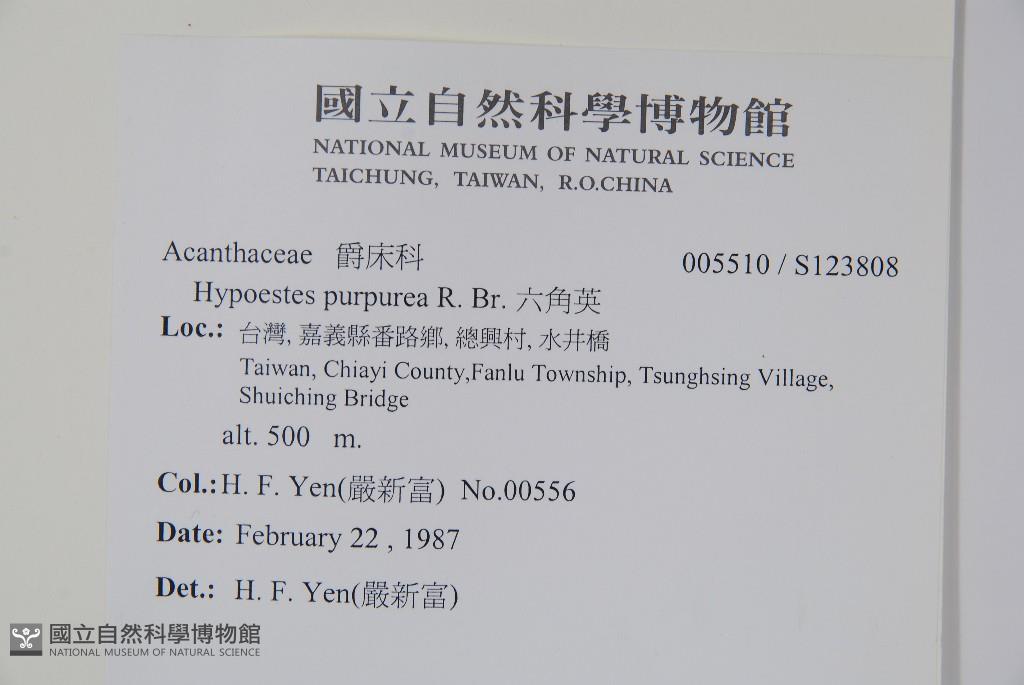 國立自然科學博物館
NATIONAL MUSEUM OF NATURAL SCIENCE
TAICHUNG, TAIWAN, R.O.CHINA
Acanthaceae 爵床科 005510 / S123808
Hypoestes purpurea R. Br. 六角英
Loc.: 台灣, 嘉義縣番路鄉, 總興村, 水井橋
Taiwan, Chiayi County,Fanlu Township, Tsunghsing Village,
Shuiching Bridge
alt. 500 m.
Col.: H. F. Yen(嚴新富) No.00556
Date: February 22 , 1987
Det.: H. F. Yen(嚴新富)
國立自然科學博物館
NATIONAL MUSEUM OF NATURAL SCIENCE